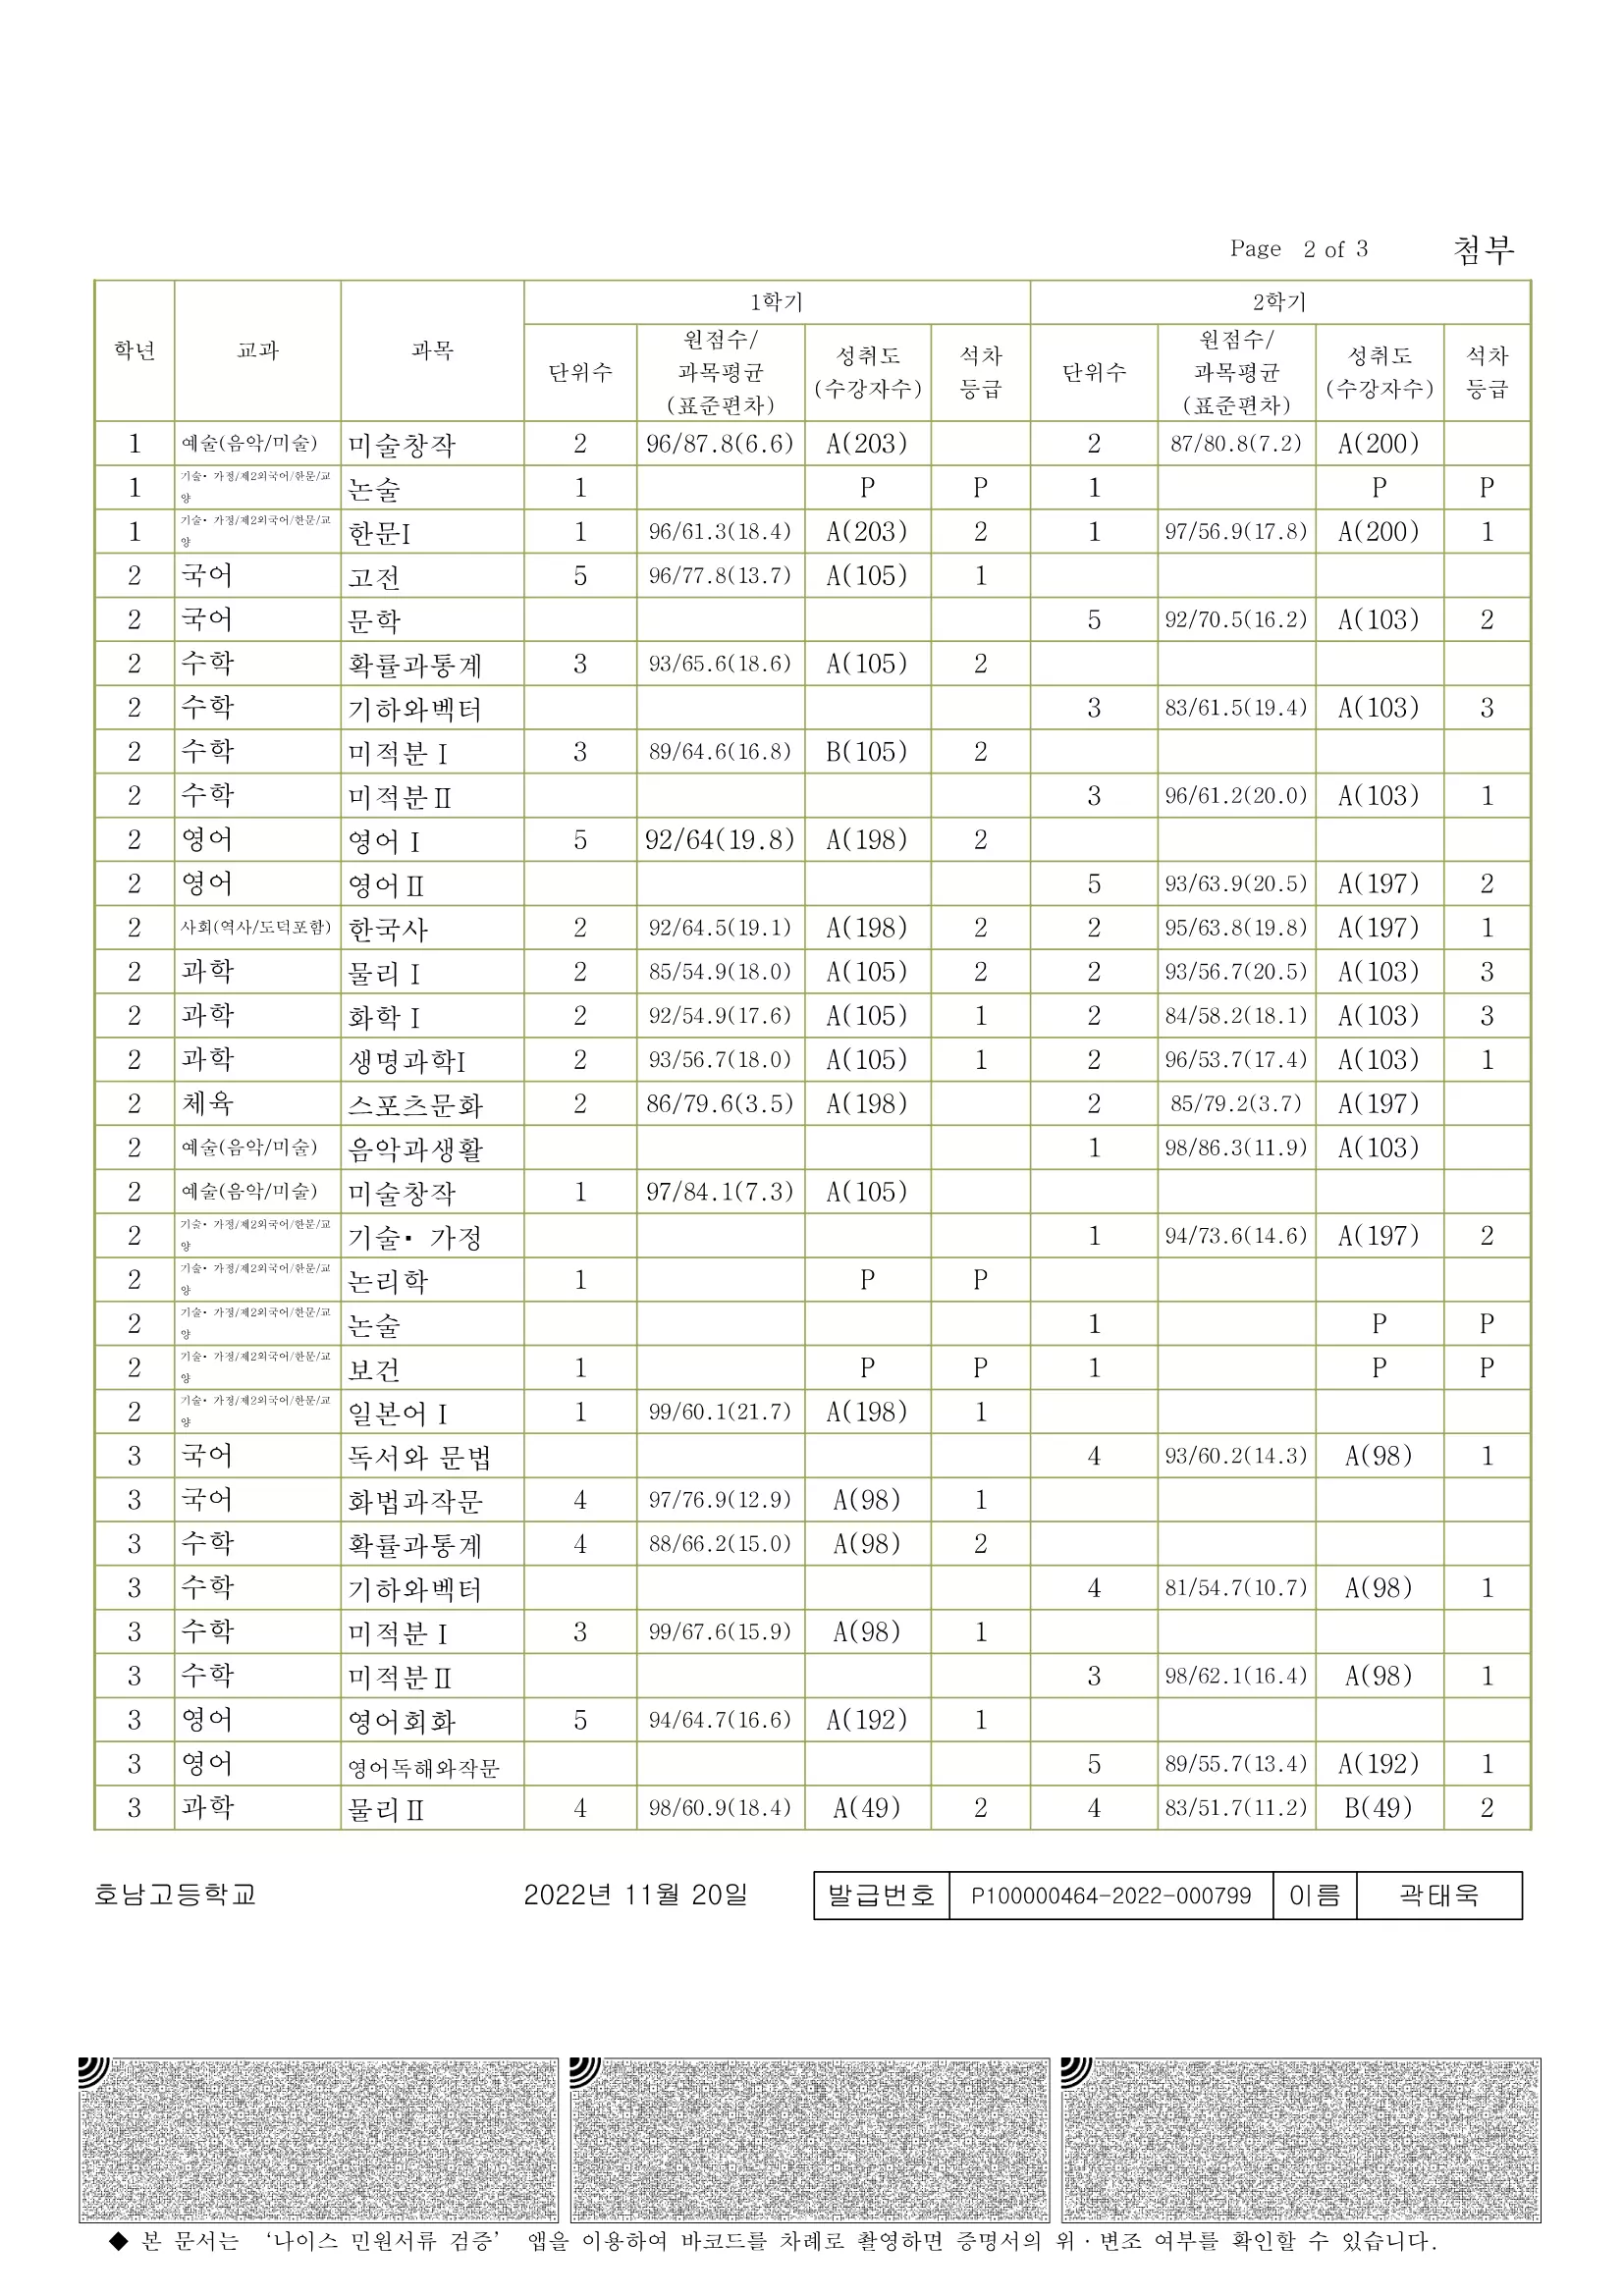 Page 2 of 3 첨부
학년 교과 과목 1학기 2학기
단위수 원점수/과목평균(표준편차) 성취도(수강자수) 석차등급 단위수 원점수/과목평균(표준편차) 성취도(수강자수) 석차등급
1 예술(음악/미술) 미술창작 2 96/87.8(6.6) A(203) 2 87/80.8(7.2) A(200)
1 기술・가정/제2외국어/한문/교양 논술 1 P P 1 P P
1 기술・가정/제2외국어/한문/교양 한문I 1 96/61.3(18.4) A(203) 2 1 97/56.9(17.8) A(200) 1
2 국어 고전 5 96/77.8(13.7) A(105) 1
2 국어 문학 5 92/70.5(16.2) A(103) 2
2 수학 확률과통계 3 93/65.6(18.6) A(105) 2
2 수학 기하와벡터 3 83/61.5(19.4) A(103) 3
2 수학 미적분Ⅰ 3 89/64.6(16.8) B(105) 2
2 수학 미적분Ⅱ 3 96/61.2(20.0) A(103) 1
2 영어 영어Ⅰ 5 92/64(19.8) A(198) 2
2 영어 영어Ⅱ 5 93/63.9(20.5) A(197) 2
2 사회(역사/도덕포함) 한국사 2 92/64.5(19.1) A(198) 2 2 95/63.8(19.8) A(197) 1
2 과학 물리Ⅰ 2 85/54.9(18.0) A(105) 2 2 93/56.7(20.5) A(103) 3
2 과학 화학Ⅰ 2 92/54.9(17.6) A(105) 1 2 84/58.2(18.1) A(103) 3
2 과학 생명과학I 2 93/56.7(18.0) A(105) 1 2 96/53.7(17.4) A(103) 1
2 체육 스포츠문화 2 86/79.6(3.5) A(198) 2 85/79.2(3.7) A(197)
2 예술(음악/미술) 음악과생활 1 98/86.3(11.9) A(103)
2 예술(음악/미술) 미술창작 1 97/84.1(7.3) A(105)
2 기술・가정/제2외국어/한문/교양 기술・가정 1 94/73.6(14.6) A(197) 2
2 기술・가정/제2외국어/한문/교양 논리학 1 P P
2 기술・가정/제2외국어/한문/교양 논술 1 P P
2 기술・가정/제2외국어/한문/교양 보건 1 P P 1 P P
2 기술・가정/제2외국어/한문/교양 일본어Ⅰ 1 99/60.1(21.7) A(198) 1
3 국어 독서와 문법 4 93/60.2(14.3) A(98) 1
3 국어 화법과작문 4 97/76.9(12.9) A(98) 1
3 수학 확률과통계 4 88/66.2(15.0) A(98) 2
3 수학 기하와벡터 4 81/54.7(10.7) A(98) 1
3 수학 미적분Ⅰ 3 99/67.6(15.9) A(98) 1
3 수학 미적분Ⅱ 3 98/62.1(16.4) A(98) 1
3 영어 영어회화 5 94/64.7(16.6) A(192) 1
3 영어 영어독해와작문 5 89/55.7(13.4) A(192) 1
3 과학 물리Ⅱ 4 98/60.9(18.4) A(49) 2 4 83/51.7(11.2) B(49) 2
호남고등학교 2022년 11월 20일 발급번호 P100000464-2022-000799 이름 곽태욱
◆ 본 문서는 ‘나이스 민원서류 검증’ 앱을 이용하여 바코드를 차례로 촬영하면 증명서의 위・변조 여부를 확인할 수 있습니다.